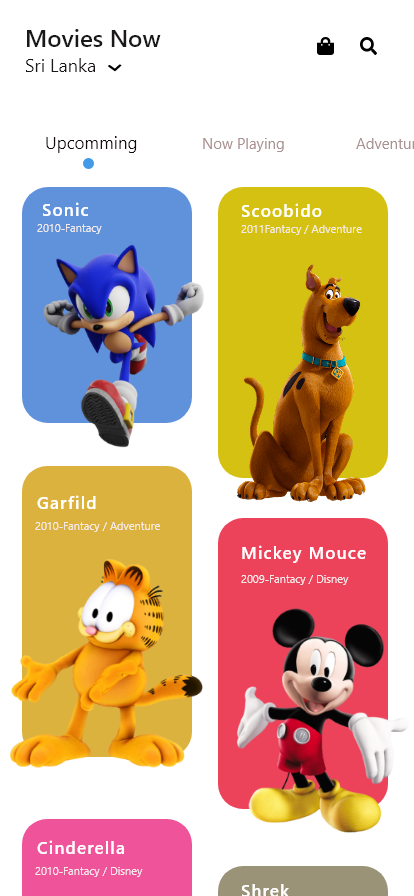 Movies Now
Sri Lanka
Upcomming Now Playing Adventur
Sonic
2010-Fantacy
Scoobido
2011Fantacy / Adventure
Garfild
2010-Fantacy / Adventure
Mickey Mouce
2009-Fantacy / Disney
Cinderella
2010-Fantacy / Disney
Shrek